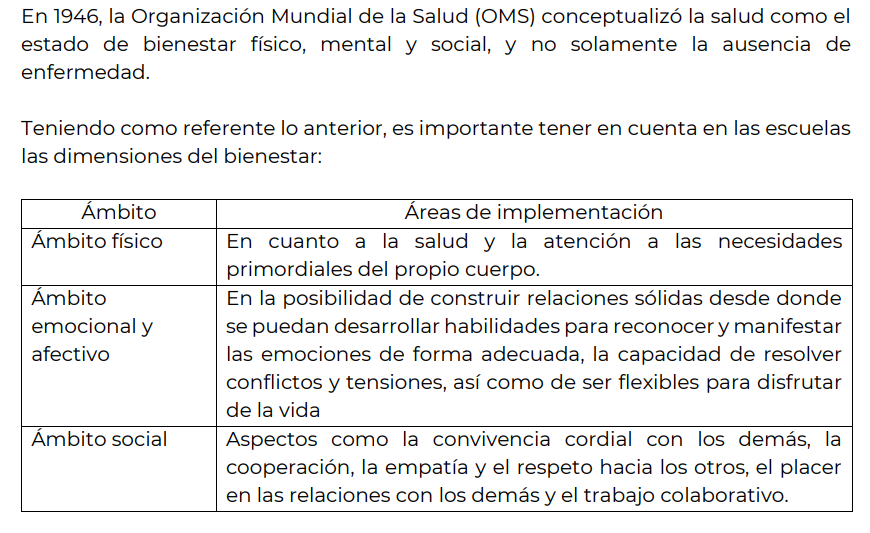 En 1946, la Organización Mundial de la Salud (OMS) conceptualizó la salud como el
estado de bienestar físico, mental y social, y no solamente la ausencia de
enfermedad.
Teniendo como referente lo anterior, es importante tener en cuenta en las escuelas
las dimensiones del bienestar:
Ámbito
Áreas de implementación
Ámbito físico
En cuanto a la salud y la atención a las necesidades
primordiales del propio cuerpo.
Ámbito
emocional y
afectivo
En la posibilidad de construir relaciones sólidas desde donde
se puedan desarrollar habilidades para reconocer y manifestar
las emociones de forma adecuada, la capacidad de resolver
conflictos y tensiones, así como de ser flexibles para disfrutar
de la vida
Ámbito social
Aspectos como la convivencia cordial con los demás, la
cooperación, la empatía y el respeto hacia los otros, el placer
en las relaciones con los demás y el trabajo colaborativo.